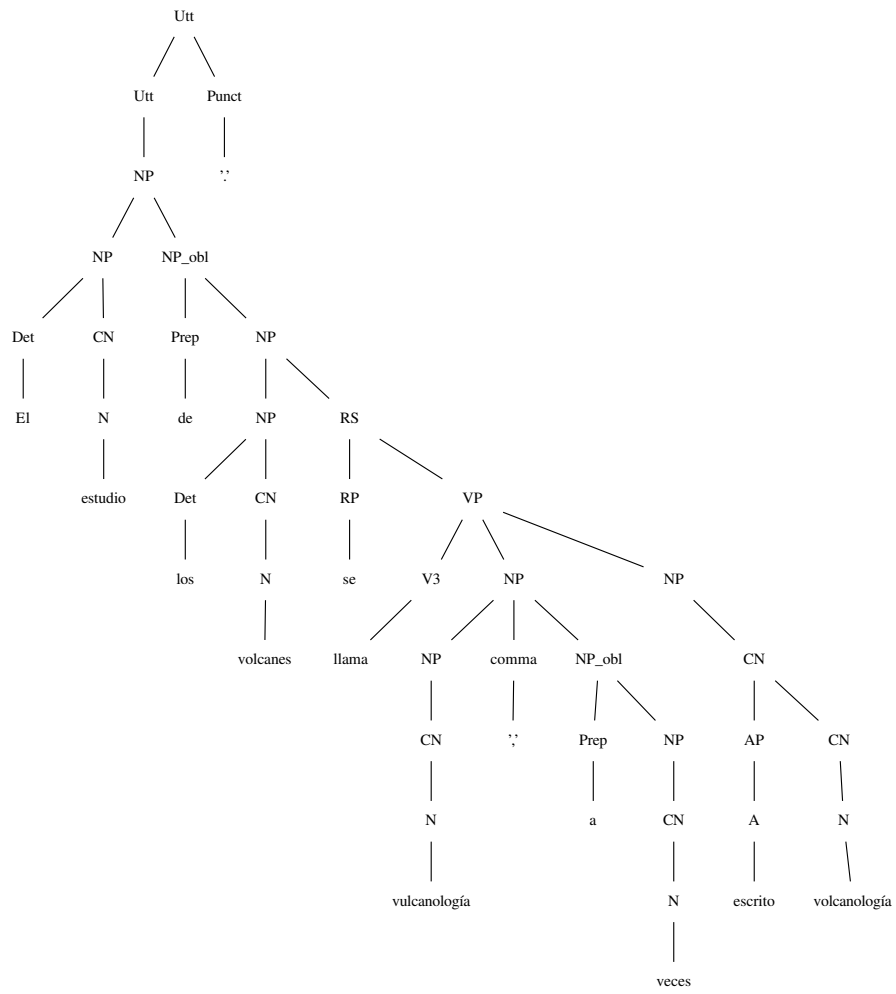 Utt
Utt Punct
NP '.'
NP NP_obl
Det CN Prep NP
El N de NP RS
estudio Det CN RP VP
los N se V3 NP NP
volcanes llama NP comma NP_obl CN
CN ',' Prep NP AP CN
N a CN A N
vulcanología N escrito volcanología
veces